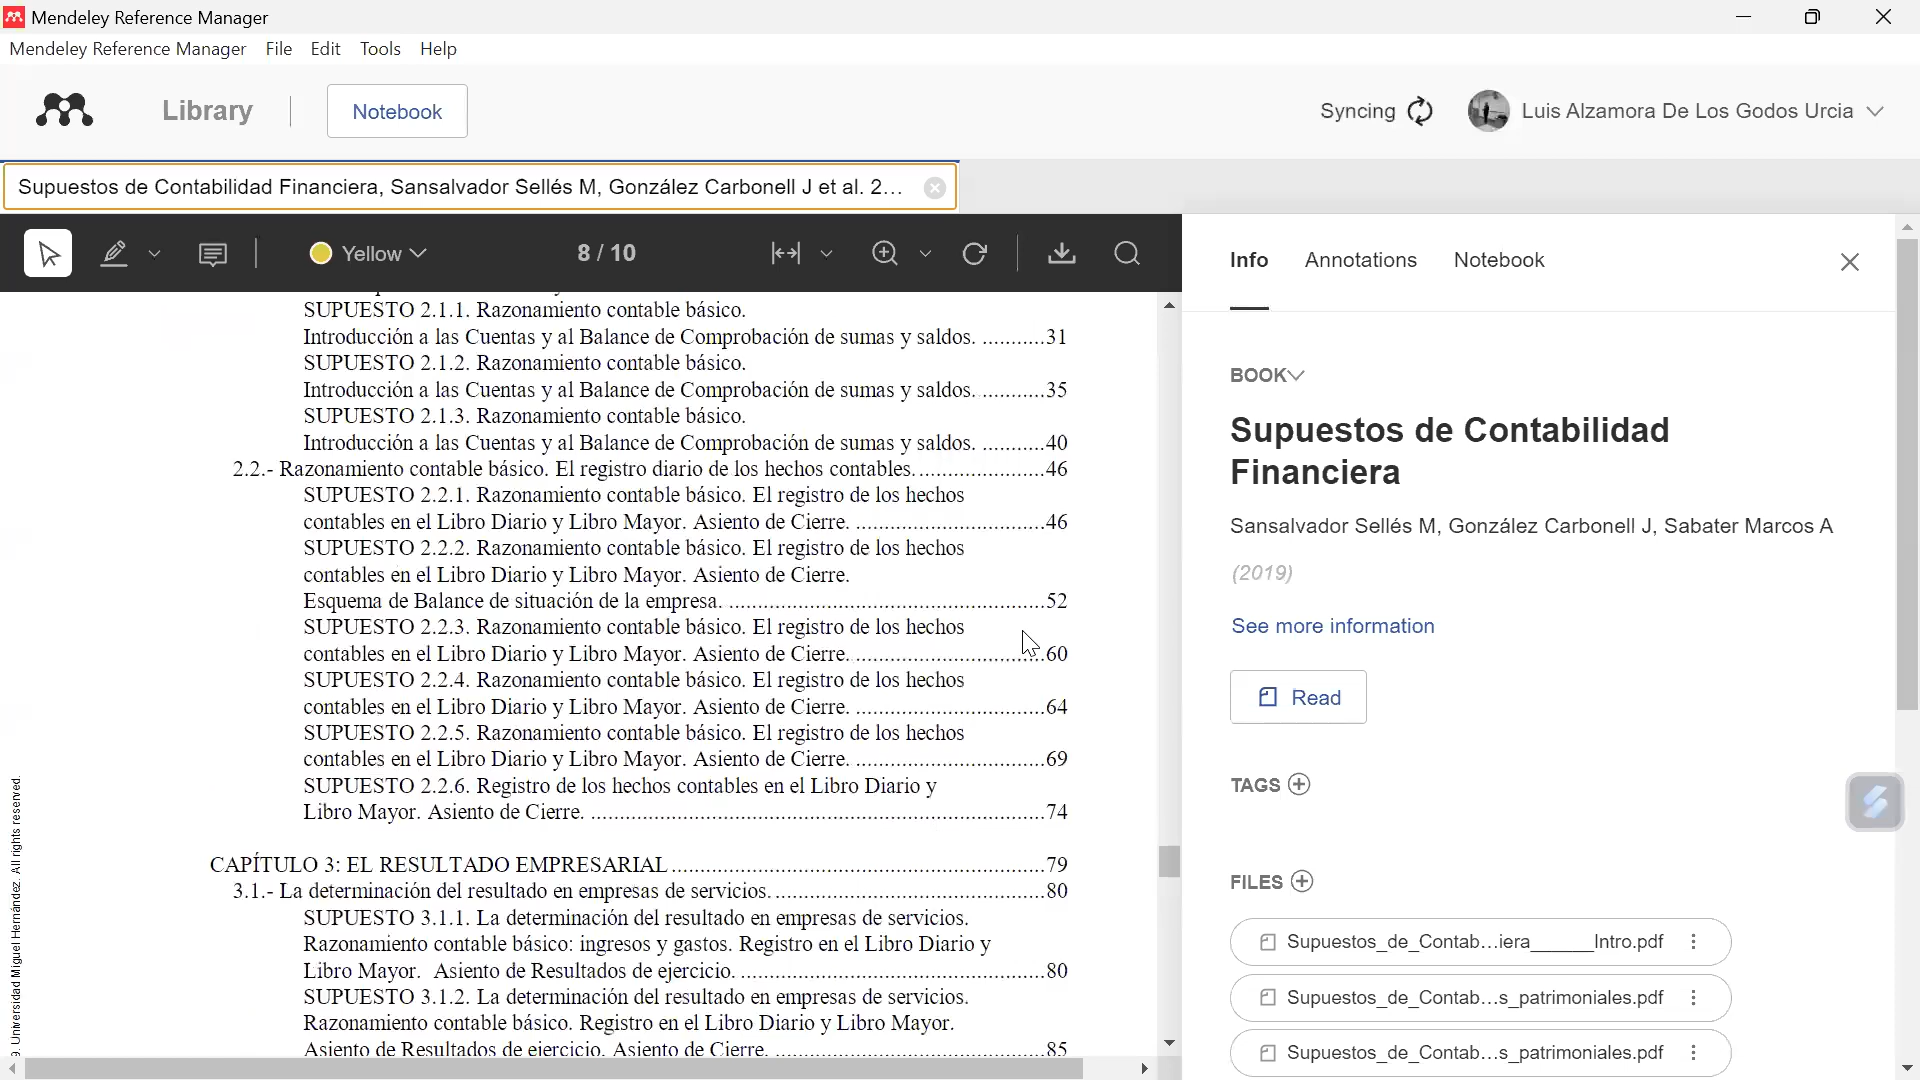 Mendeley Reference Manager
Mendeley Reference Manager File Edit Tools Help
Library Notebook Syncing Luis Alzamora De Los Godos Urcia
Supuestos de Contabilidad Financiera, Sansalvador Sellés M, González Carbonell J et al. 2...
Yellow 8 / 10
SUPUESTO 2.1.1. Razonamiento contable básico.
Introducción a las Cuentas y al Balance de Comprobación de sumas y saldos. ...........31
SUPUESTO 2.1.2. Razonamiento contable básico.
Introducción a las Cuentas y al Balance de Comprobación de sumas y saldos. ...........35
SUPUESTO 2.1.3. Razonamiento contable básico.
Introducción a las Cuentas y al Balance de Comprobación de sumas y saldos. ...........40
2.2.- Razonamiento contable básico. El registro diario de los hechos contables......................46
SUPUESTO 2.2.1. Razonamiento contable básico. El registro de los hechos
contables en el Libro Diario y Libro Mayor. Asiento de Cierre. .................................46
SUPUESTO 2.2.2. Razonamiento contable básico. El registro de los hechos
contables en el Libro Diario y Libro Mayor. Asiento de Cierre.
Esquema de Balance de situación de la empresa. .......................................................52
SUPUESTO 2.2.3. Razonamiento contable básico. El registro de los hechos
contables en el Libro Diario y Libro Mayor. Asiento de Cierre. .................................60
SUPUESTO 2.2.4. Razonamiento contable básico. El registro de los hechos
contables en el Libro Diario y Libro Mayor. Asiento de Cierre. .................................64
SUPUESTO 2.2.5. Razonamiento contable básico. El registro de los hechos
contables en el Libro Diario y Libro Mayor. Asiento de Cierre. .................................69
SUPUESTO 2.2.6. Registro de los hechos contables en el Libro Diario y
Libro Mayor. Asiento de Cierre. ...............................................................................74
CAPÍTULO 3: EL RESULTADO EMPRESARIAL.................................................................79
3.1.- La determinación del resultado en empresas de servicios................................................80
SUPUESTO 3.1.1. La determinación del resultado en empresas de servicios.
Razonamiento contable básico: ingresos y gastos. Registro en el Libro Diario y
Libro Mayor. Asiento de Resultados de ejercicio. .....................................................80
SUPUESTO 3.1.2. La determinación del resultado en empresas de servicios.
Razonamiento contable básico. Registro en el Libro Diario y Libro Mayor.
Asiento de Resultados de ejercicio. Asiento de Cierre. ...............................................85
9. Universidad Miguel Hernández. All rights reserved.
Info Annotations Notebook
BOOK
Supuestos de Contabilidad
Financiera
Sansalvador Sellés M, González Carbonell J, Sabater Marcos A
(2019)
See more information
Read
TAGS
FILES
Supuestos_de_Contab...iera______Intro.pdf
Supuestos_de_Contab...s_patrimoniales.pdf
Supuestos_de_Contab...s_patrimoniales.pdf